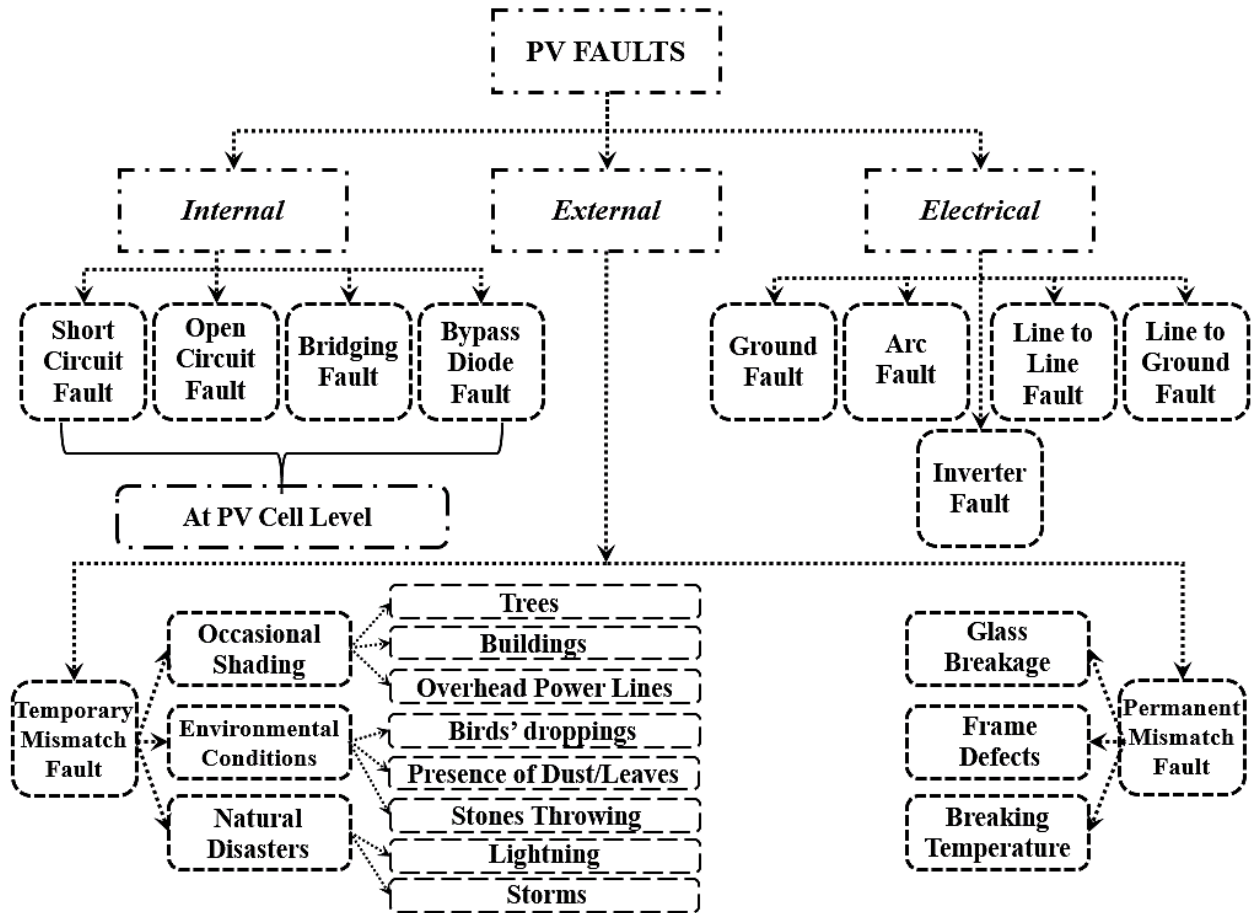 PV FAULTS
Internal
External
Electrical
Short
Circuit
Fault
Open
Circuit
Fault
Bridging
Fault
Bypass
Diode
Fault
Ground
Fault
Arc
Fault
Line to
Line
Fault
Line to
Ground
Fault
Inverter
Fault
At PV Cell Level
Temporary
Mismatch
Fault
Occasional
Shading
Trees
Buildings
Overhead Power Lines
Environmental
Conditions
Birds’ droppings
Presence of Dust/Leaves
Stones Throwing
Natural
Disasters
Lightning
Storms
Glass
Breakage
Frame
Defects
Breaking
Temperature
Permanent
Mismatch
Fault